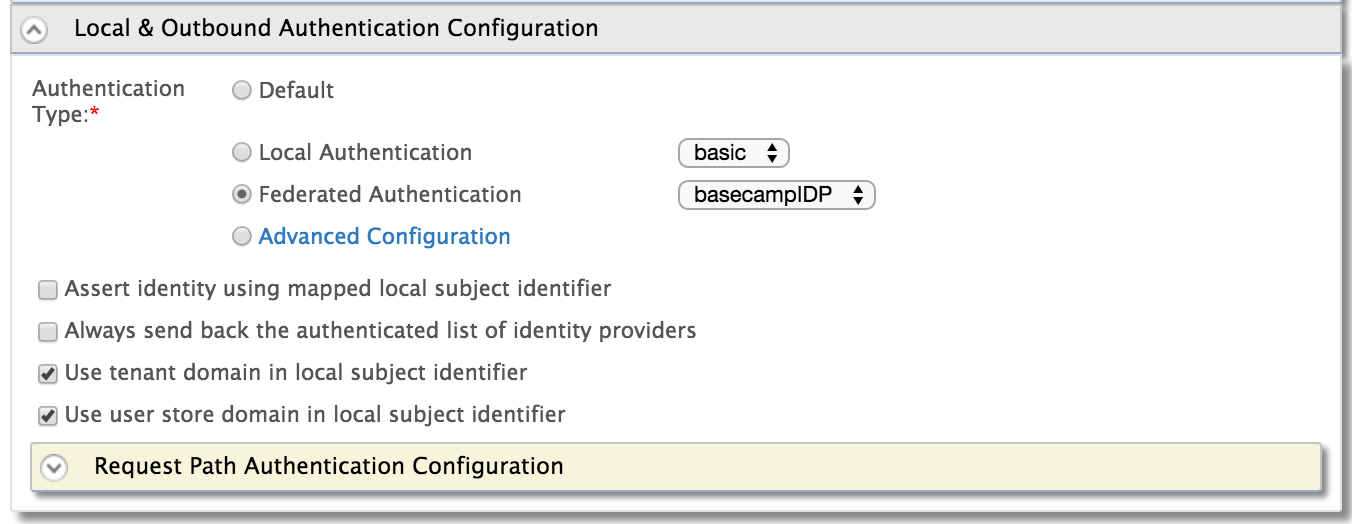 Local & Outbound Authentication Configuration
Authentication
Type:*
Default
Local Authentication basic
Federated Authentication basecampIDP
Advanced Configuration
Assert identity using mapped local subject identifier
Always send back the authenticated list of identity providers
Use tenant domain in local subject identifier
Use user store domain in local subject identifier
Request Path Authentication Configuration